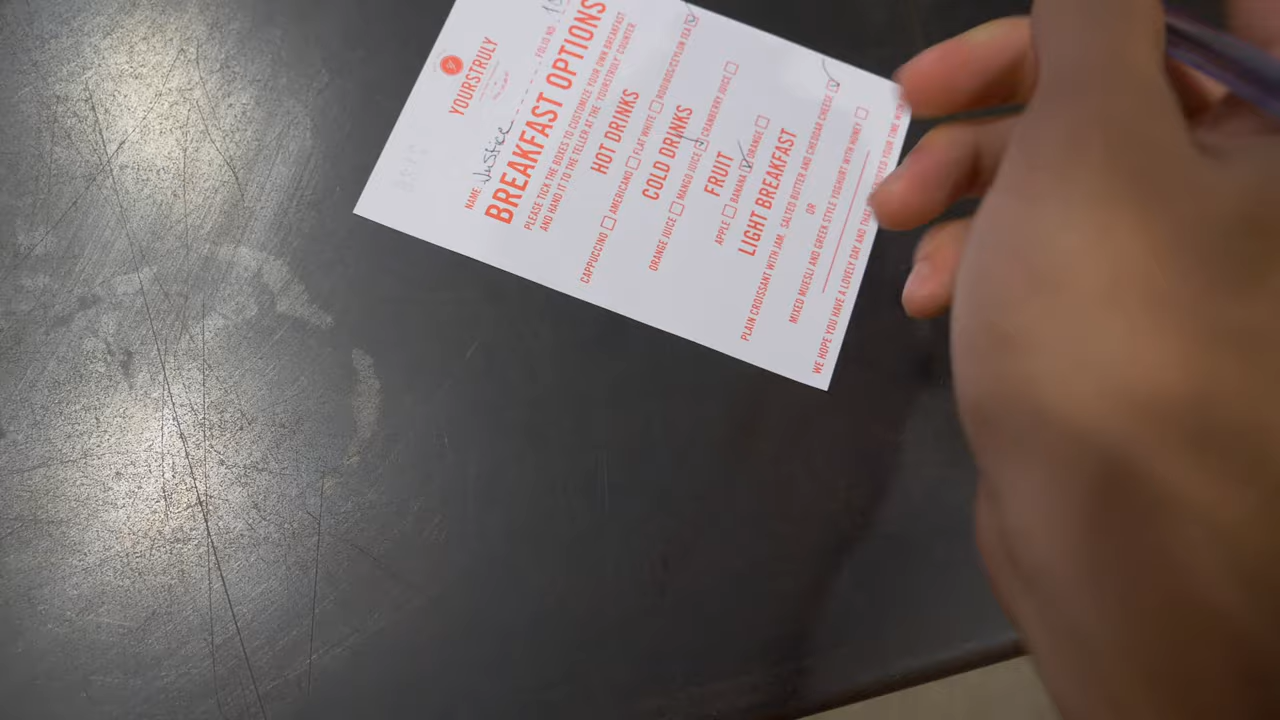 YOURSTRULY
NAME Justice FOLIO NO.
BREAKFAST OPTIONS
PLEASE TICK THE BOXES TO CUSTOMIZE YOUR OWN BREAKFAST
AND HAND IT TO THE TELLER AT THE 'YOURSTRULY' COUNTER.
HOT DRINKS
CAPPUCCINO AMERICANO FLAT WHITE ROOIBOS/CEYLON TEA
COLD DRINKS
ORANGE JUICE MANGO JUICE CRANBERRY JUICE
FRUIT
APPLE BANANA ORANGE
LIGHT BREAKFAST
PLAIN CROISSANT WITH JAM, SALTED BUTTER AND CHEDDAR CHEESE
OR
MIXED MUESLI AND GREEK STYLE YOGHURT WITH HONEY
WE HOPE YOU HAVE A LOVELY DAY AND THAT YOUR TIME